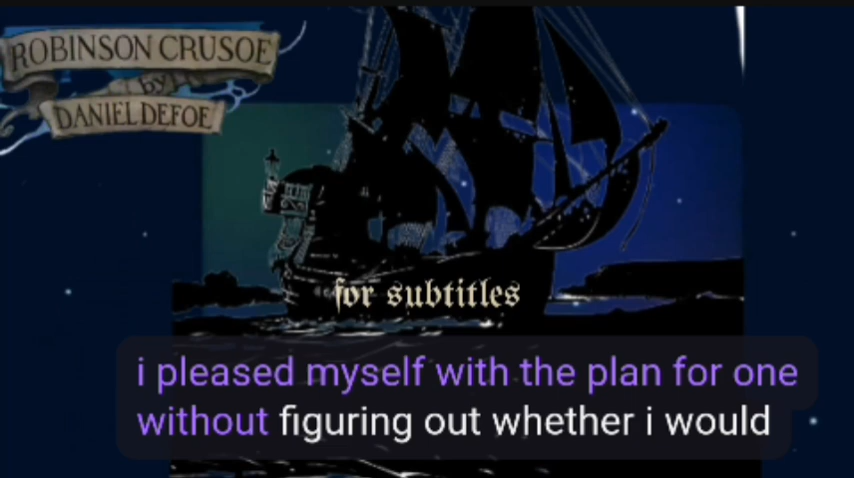 ROBINSON CRUSOE
by
DANIEL DEFOE
for subtitles
i pleased myself with the plan for one
without figuring out whether i would